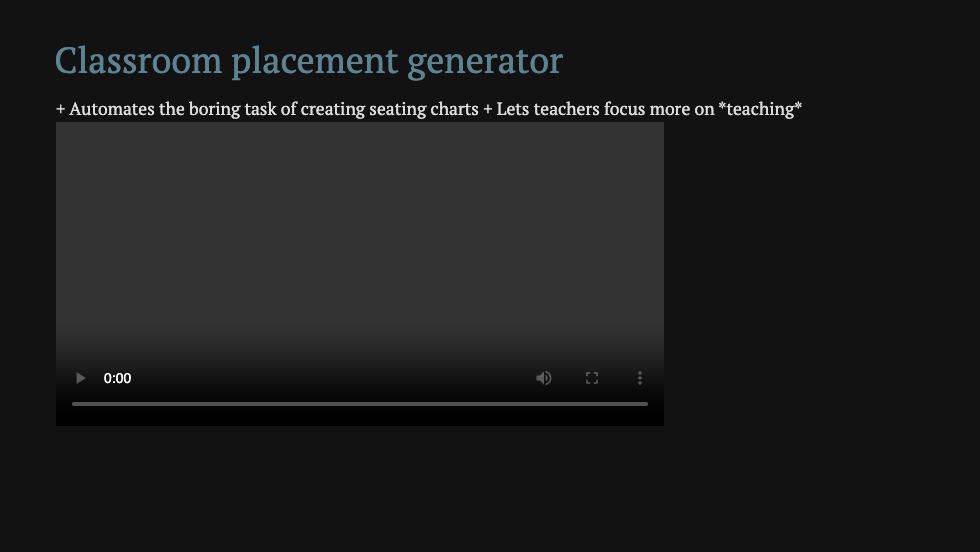 Classroom placement generator
+ Automates the boring task of creating seating charts + Lets teachers focus more on *teaching*
0:00